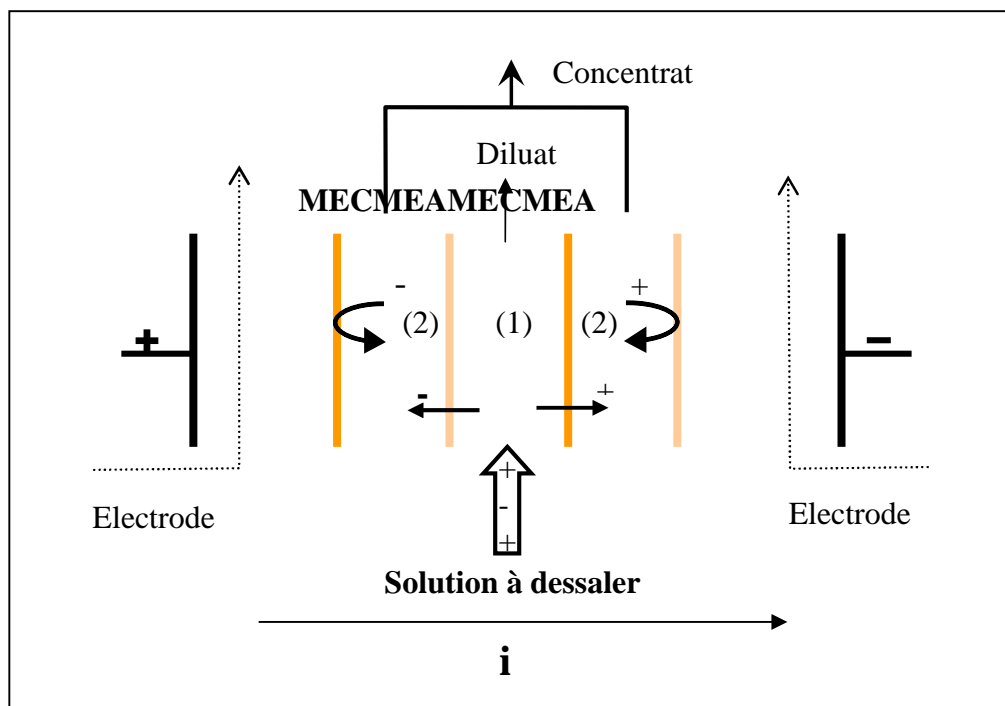 Concentrat
Diluat
MECMEAMECMEA
- +
(2) (1) (2)
+ -
- +
+
-
+
Electrode Electrode
Solution à dessaler
i